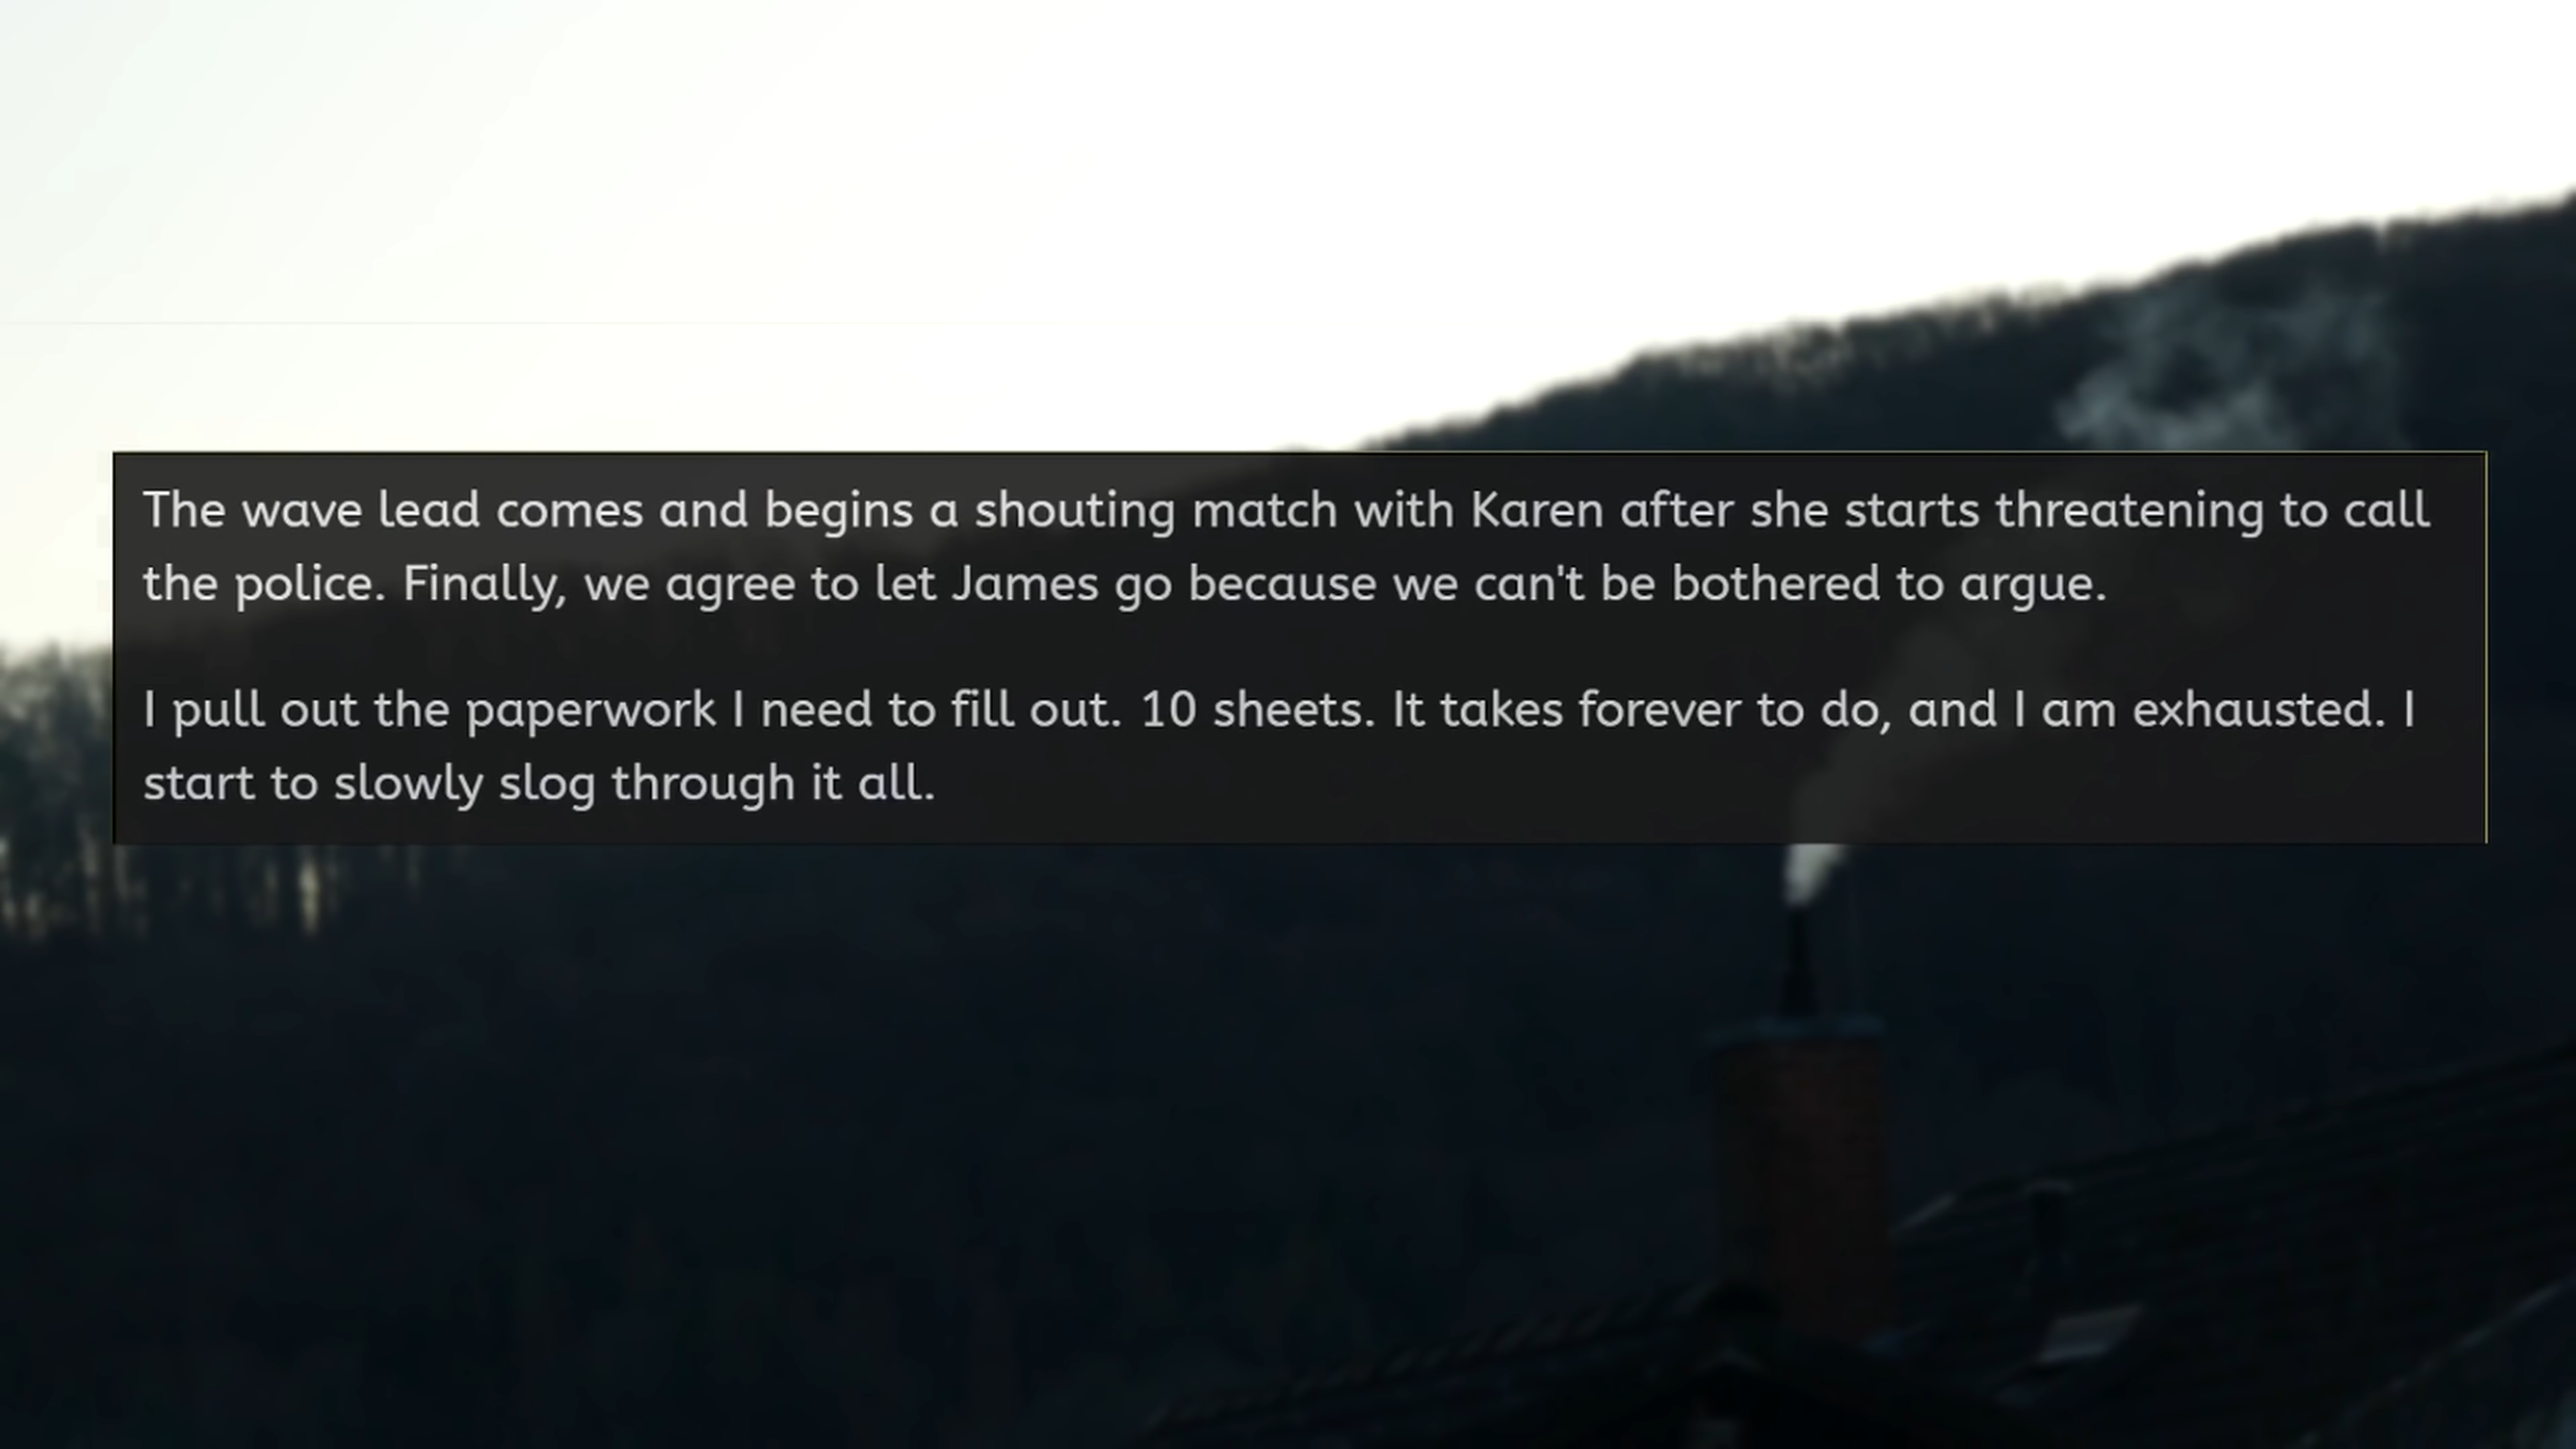 The wave lead comes and begins a shouting match with Karen after she starts threatening to call
the police. Finally, we agree to let James go because we can't be bothered to argue.
I pull out the paperwork I need to fill out. 10 sheets. It takes forever to do, and I am exhausted. I
start to slowly slog through it all.